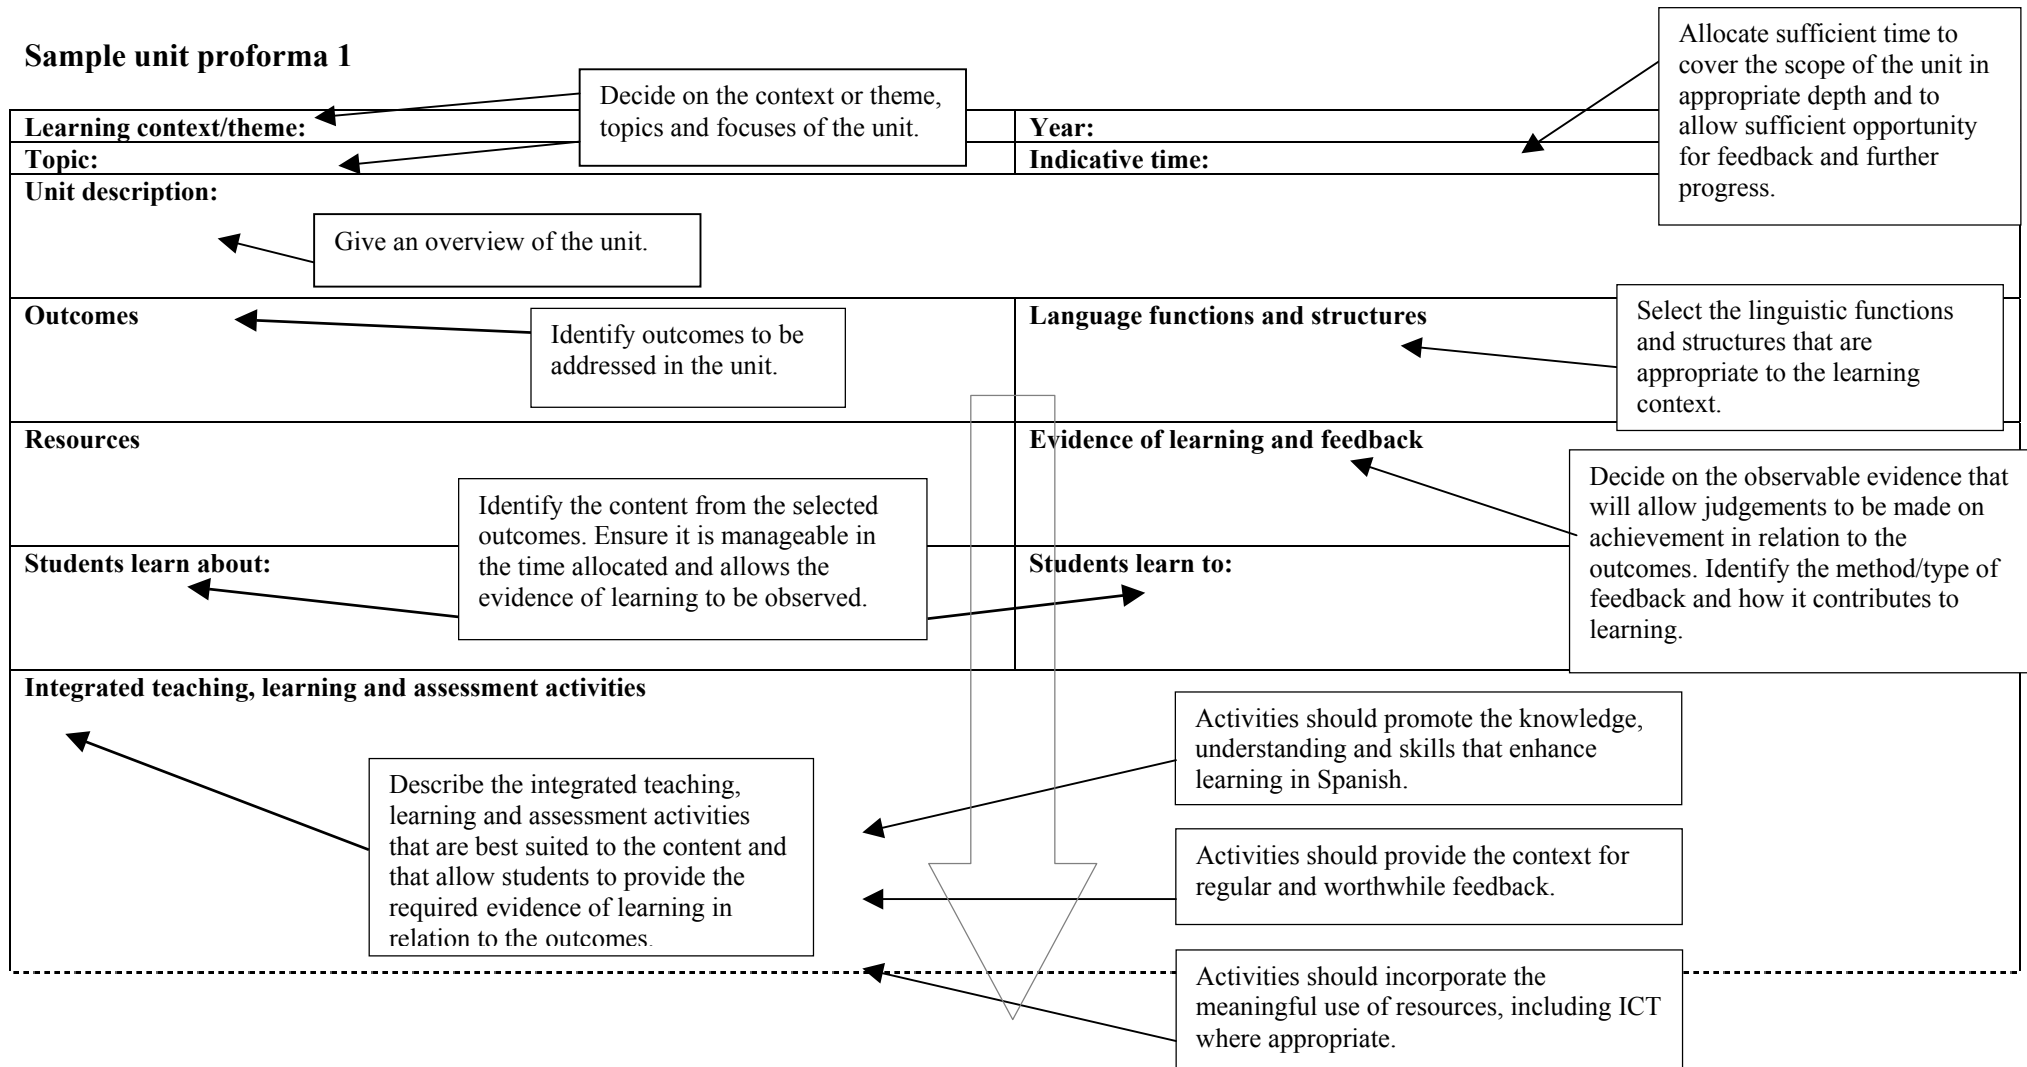 Sample unit proforma 1
Allocate sufficient time to
cover the scope of the unit in
appropriate depth and to
allow sufficient opportunity
for feedback and further
progress.
Decide on the context or theme,
topics and focuses of the unit.
Learning context/theme:
Year:
Topic:
Indicative time:
Unit description:
Give an overview of the unit.
Outcomes
Identify outcomes to be
addressed in the unit.
Language functions and structures
Select the linguistic functions
and structures that are
appropriate to the learning
context.
Resources
Evidence of learning and feedback
Identify the content from the selected
outcomes. Ensure it is manageable in
the time allocated and allows the
evidence of learning to be observed.
Decide on the observable evidence that
will allow judgements to be made on
achievement in relation to the
outcomes. Identify the method/type of
feedback and how it contributes to
learning.
Students learn about:
Students learn to:
Integrated teaching, learning and assessment activities
Describe the integrated teaching,
learning and assessment activities
that are best suited to the content and
that allow students to provide the
required evidence of learning in
relation to the outcomes.
Activities should promote the knowledge,
understanding and skills that enhance
learning in Spanish.
Activities should provide the context for
regular and worthwhile feedback.
Activities should incorporate the
meaningful use of resources, including ICT
where appropriate.